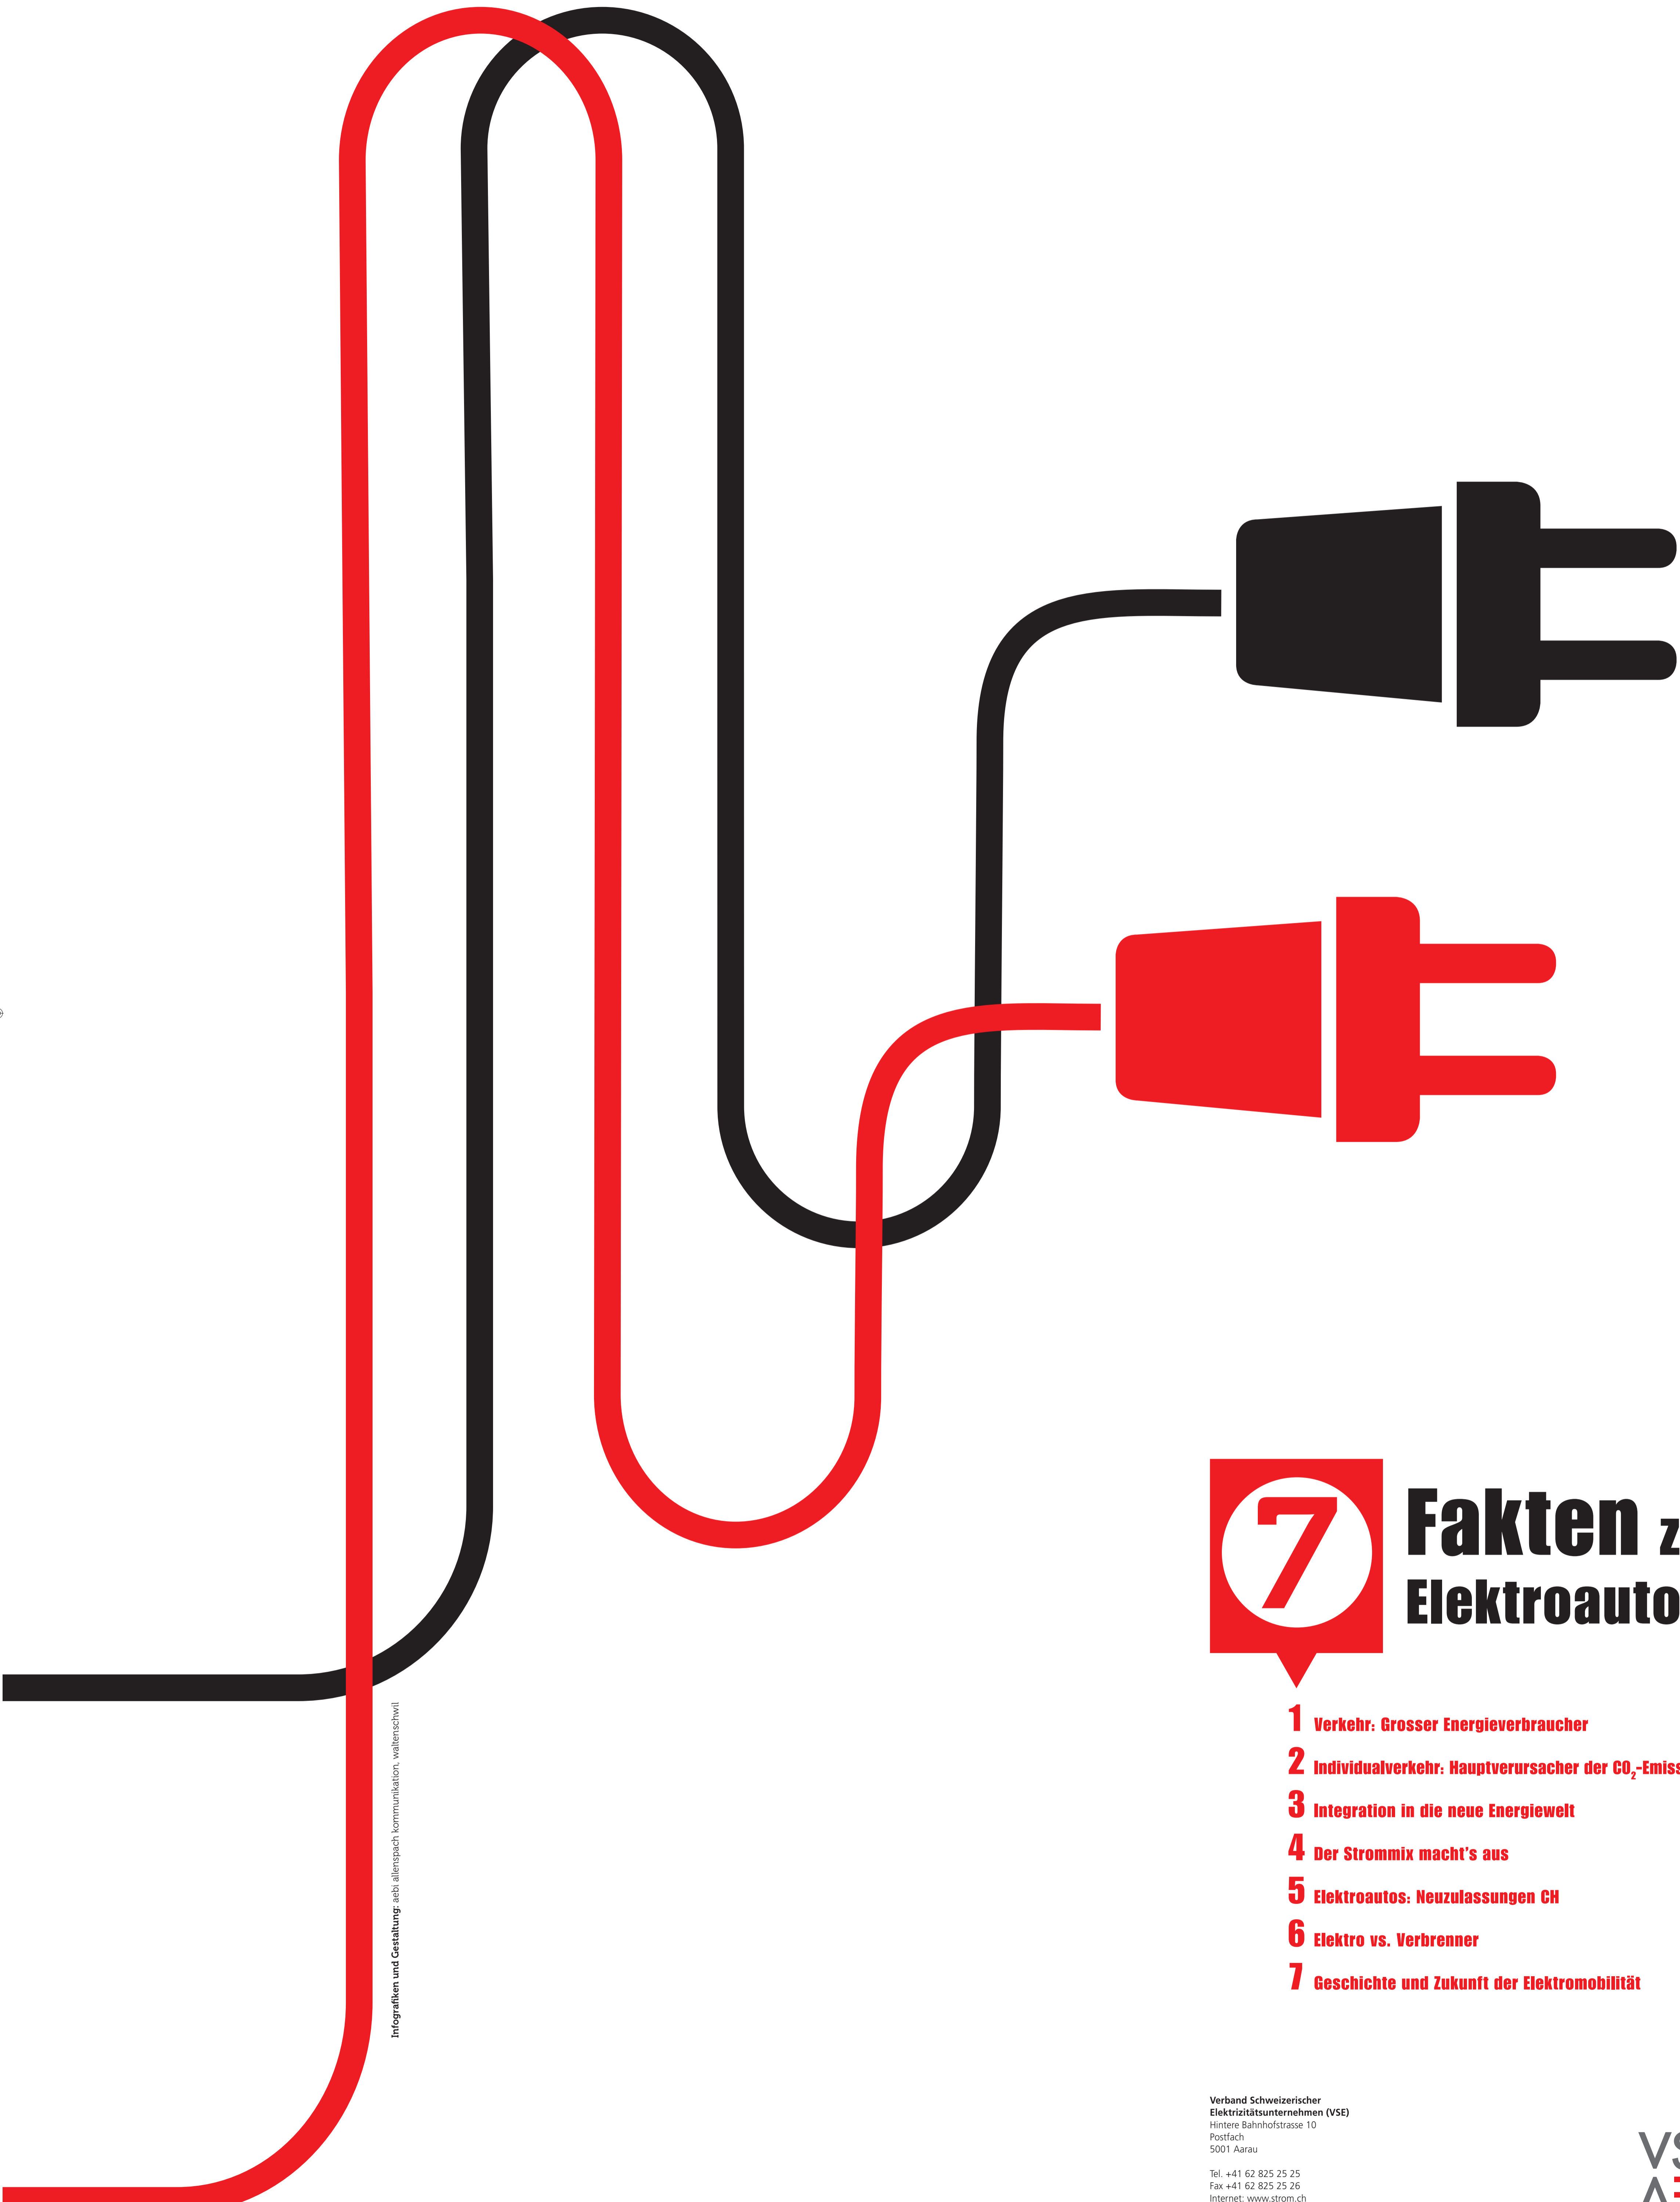 7
Fakten
Elektroauto
1 Verkehr: Grosser Energieverbraucher
2 Individualverkehr: Hauptverursacher der CO₂-Emiss
3 Integration in die neue Energiewelt
4 Der Strommix macht's aus
5 Elektroautos: Neuzulassungen CH
6 Elektro vs. Verbrenner
7 Geschichte und Zukunft der Elektromobilität
Infografiken und Gestaltung: aebi allenspach kommunikation, waltenschwil
Verband Schweizerischer
Elektrizitätsunternehmen (VSE)
Hintere Bahnhofstrasse 10
Postfach
5001 Aarau
Tel. +41 62 825 25 25
Fax +41 62 825 25 26
Internet: www.strom.ch